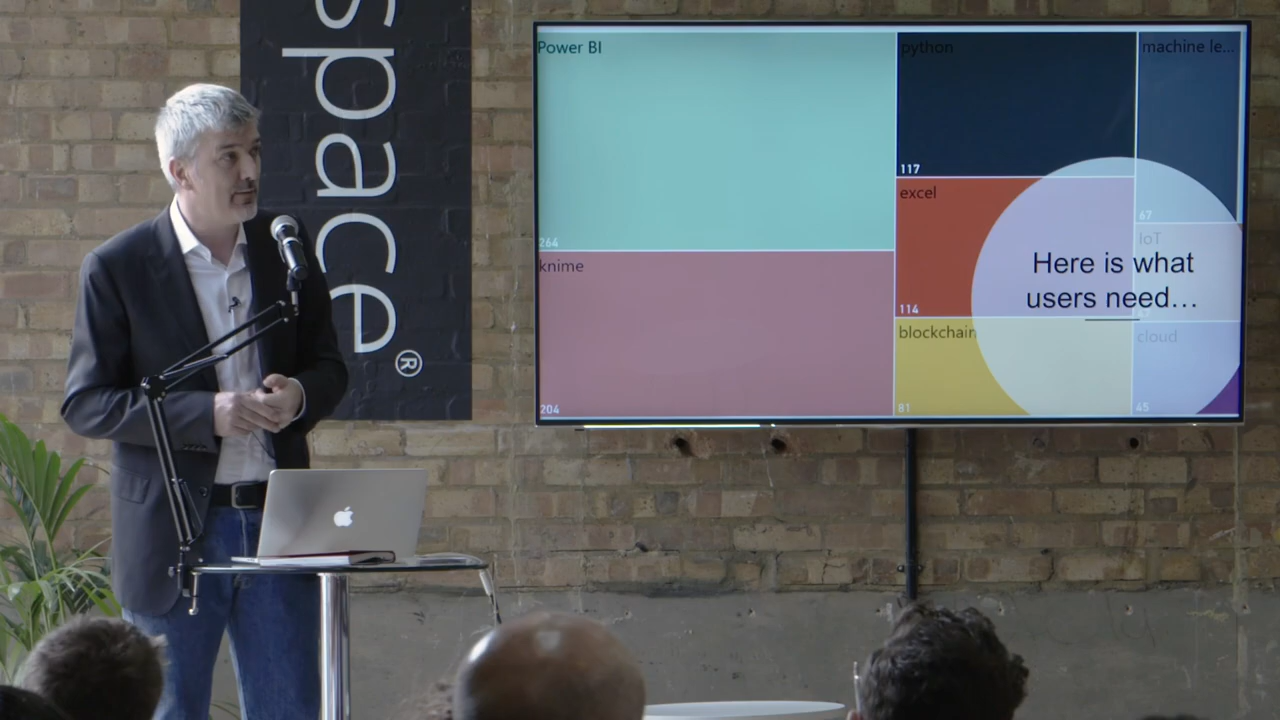 space®
Power BI
264
knime
204
python
117
excel
114
blockchain
81
machine le...
67
IoT
cloud
45
Here is what
users need...